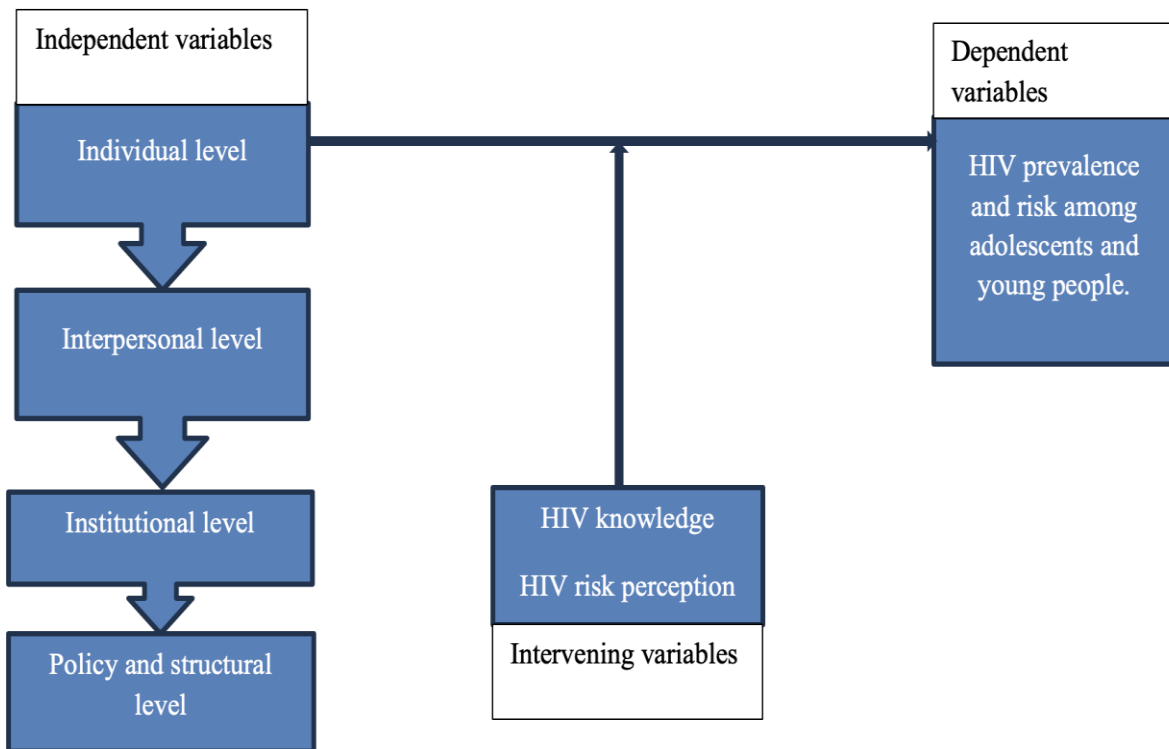 Independent variables
Individual level
Interpersonal level
Institutional level
Policy and structural
level
HIV knowledge
HIV risk perception
Intervening variables
Dependent
variables
HIV prevalence
and risk among
adolescents and
young people.